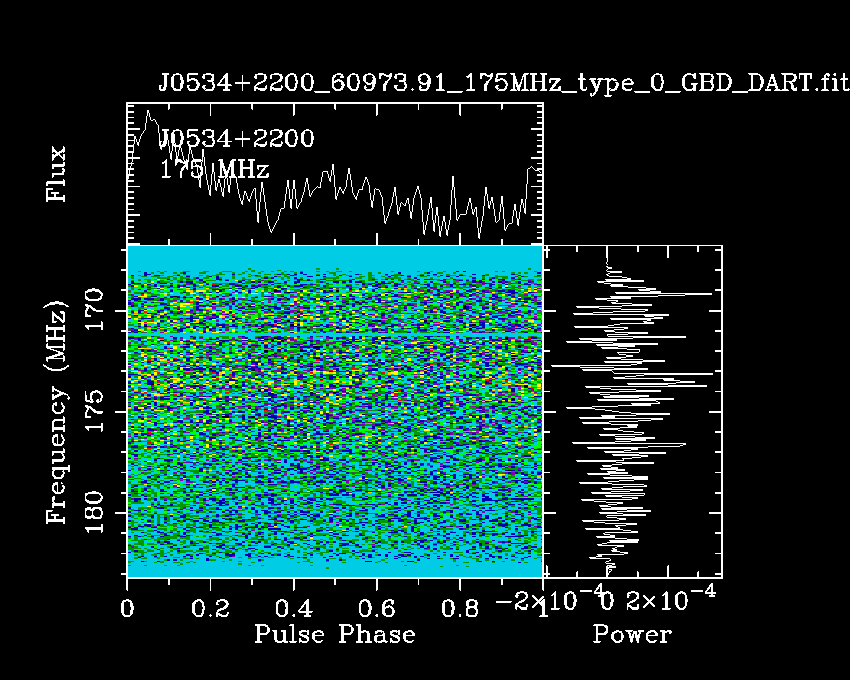 J0534+2200_60973.91_175MHz_type_0_GBD_DART.fit
J0534+2200
175 MHz
Flux
Frequency (MHz)
170
175
180
0 0.2 0.4 0.6 0.8 1
−2×10−4 0 2×10−4
Pulse Phase
Power